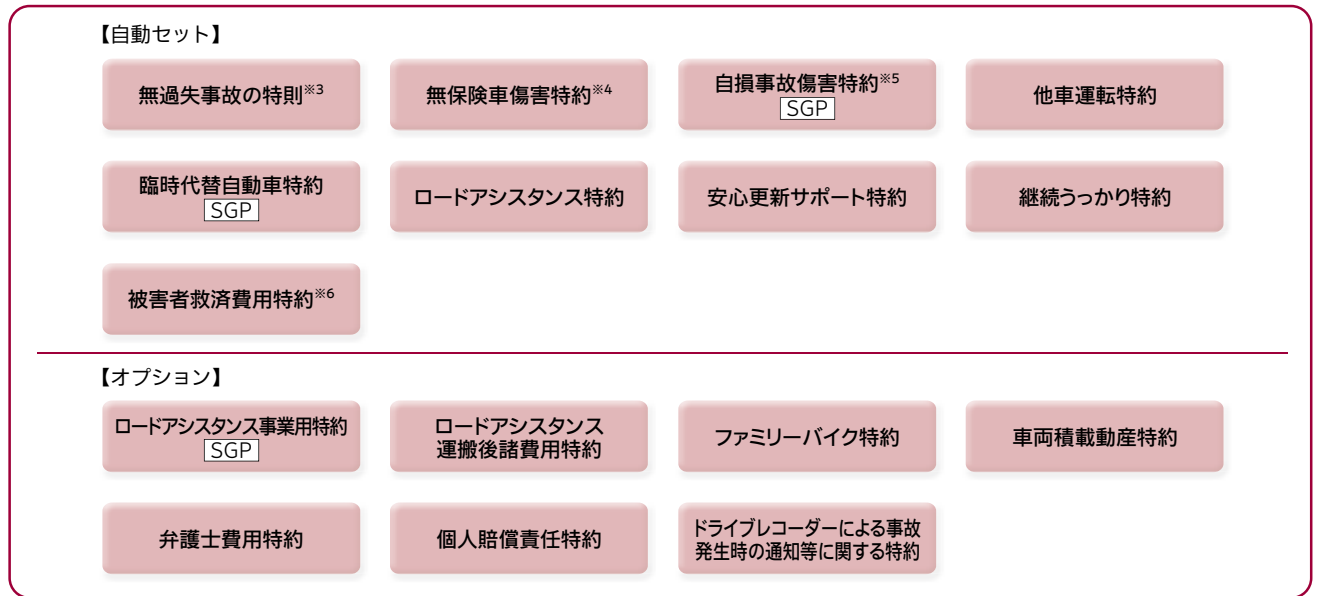 【自動セット】
無過失事故の特則※3
無保険車傷害特約※4
自損事故傷害特約※5
SGP
他車運転特約
臨時代替自動車特約
SGP
ロードアシスタンス特約
安心更新サポート特約
継続うっかり特約
被害者救済費用特約※6
【オプション】
ロードアシスタンス事業用特約
SGP
ロードアシスタンス
運搬後諸費用特約
ファミリーバイク特約
車両積載動産特約
弁護士費用特約
個人賠償責任特約
ドライブレコーダーによる事故
発生時の通知等に関する特約